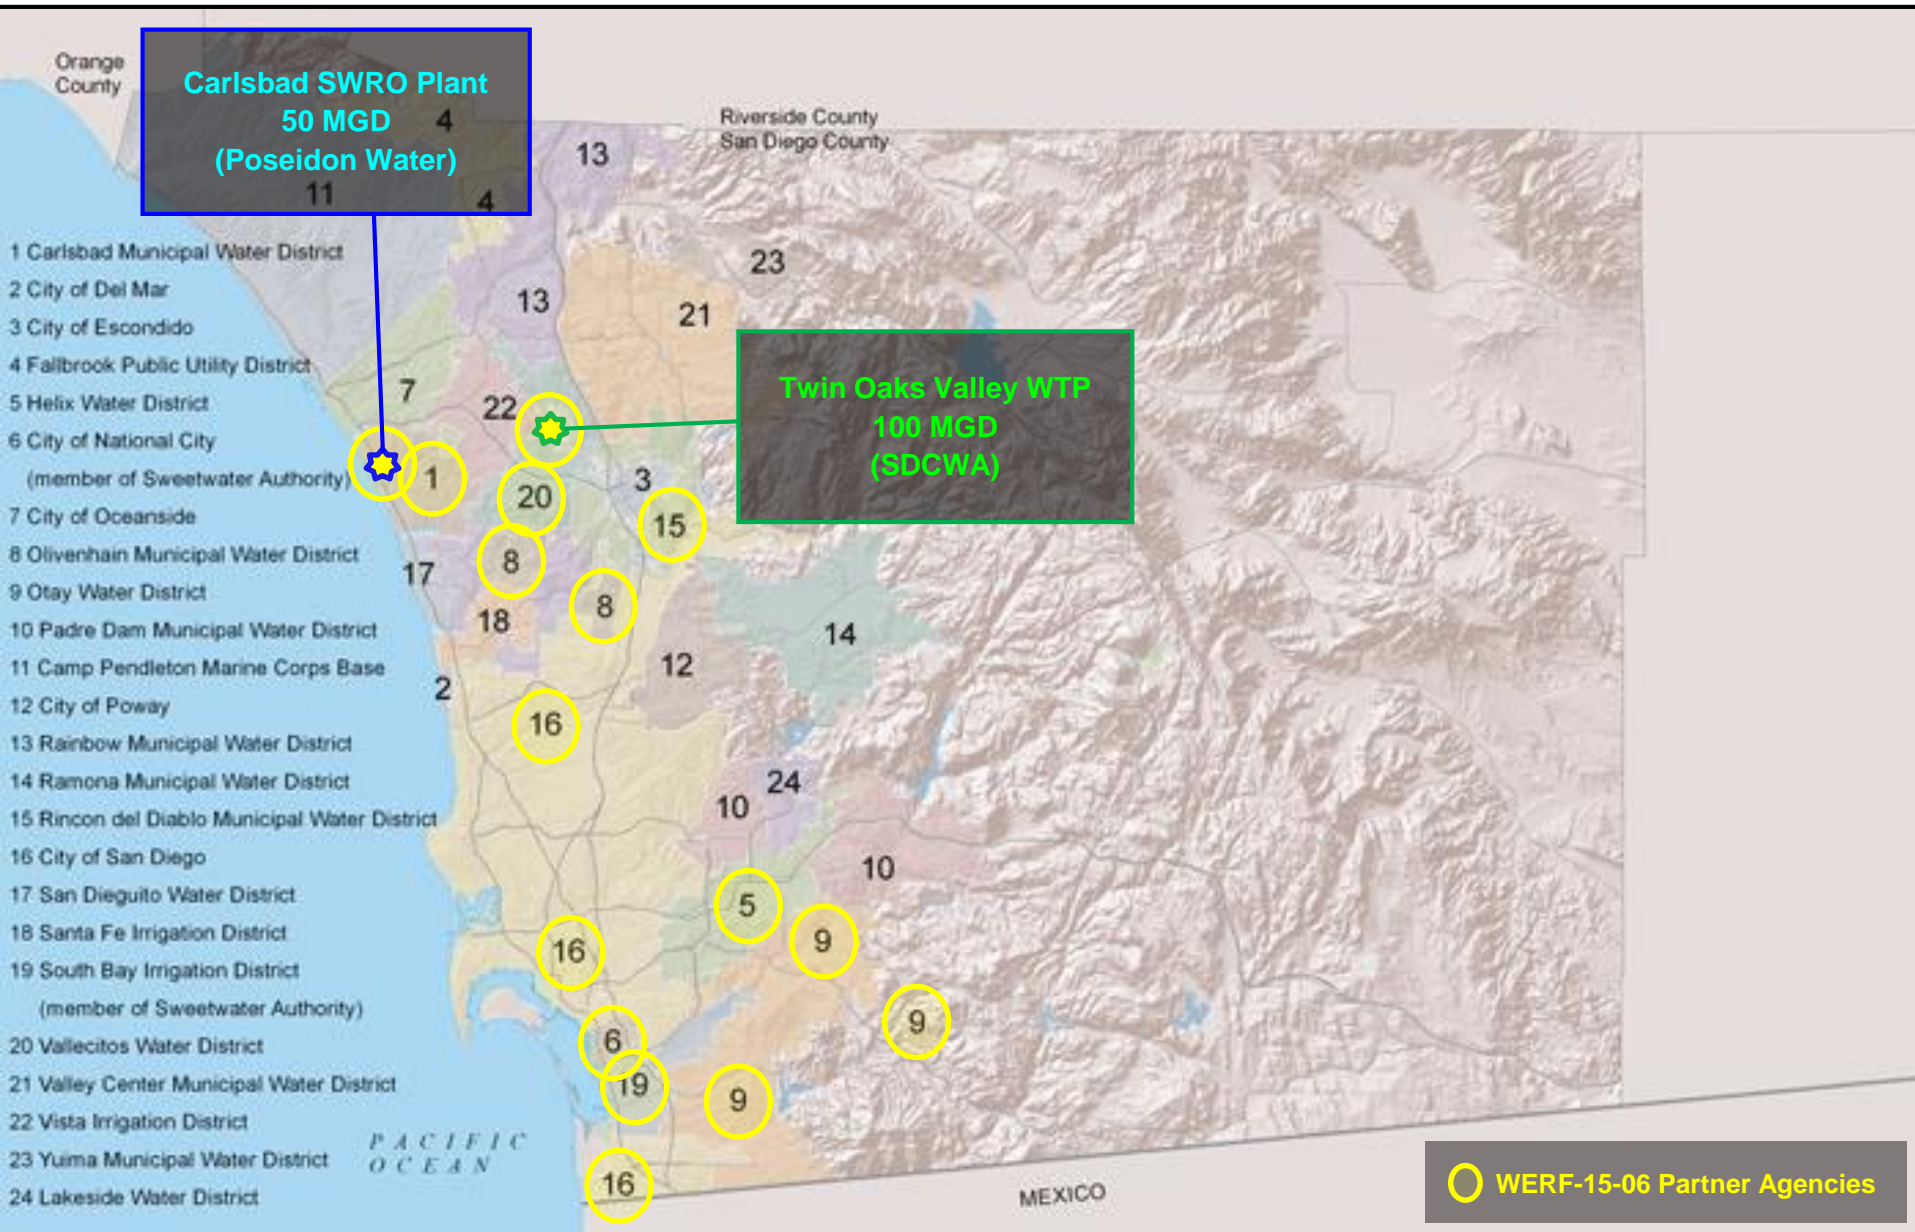 Orange
County
Carlsbad SWRO Plant
50 MGD
(Poseidon Water)
4
11
4
13
Riverside County
San Diego County
23
13
21
7
22
Twin Oaks Valley WTP
100 MGD
(SDCWA)
1
20
3
15
8
17
8
18
14
12
2
16
24
10
10
5
9
16
9
6
19
9
16
1 Carlsbad Municipal Water District
2 City of Del Mar
3 City of Escondido
4 Fallbrook Public Utility District
5 Helix Water District
6 City of National City
(member of Sweetwater Authority)
7 City of Oceanside
8 Olivenhain Municipal Water District
9 Otay Water District
10 Padre Dam Municipal Water District
11 Camp Pendleton Marine Corps Base
12 City of Poway
13 Rainbow Municipal Water District
14 Ramona Municipal Water District
15 Rincon del Diablo Municipal Water District
16 City of San Diego
17 San Dieguito Water District
18 Santa Fe Irrigation District
19 South Bay Irrigation District
(member of Sweetwater Authority)
20 Vallecitos Water District
21 Valley Center Municipal Water District
22 Vista Irrigation District
23 Yuima Municipal Water District
24 Lakeside Water District
PACIFIC
OCEAN
MEXICO
WERF-15-06 Partner Agencies